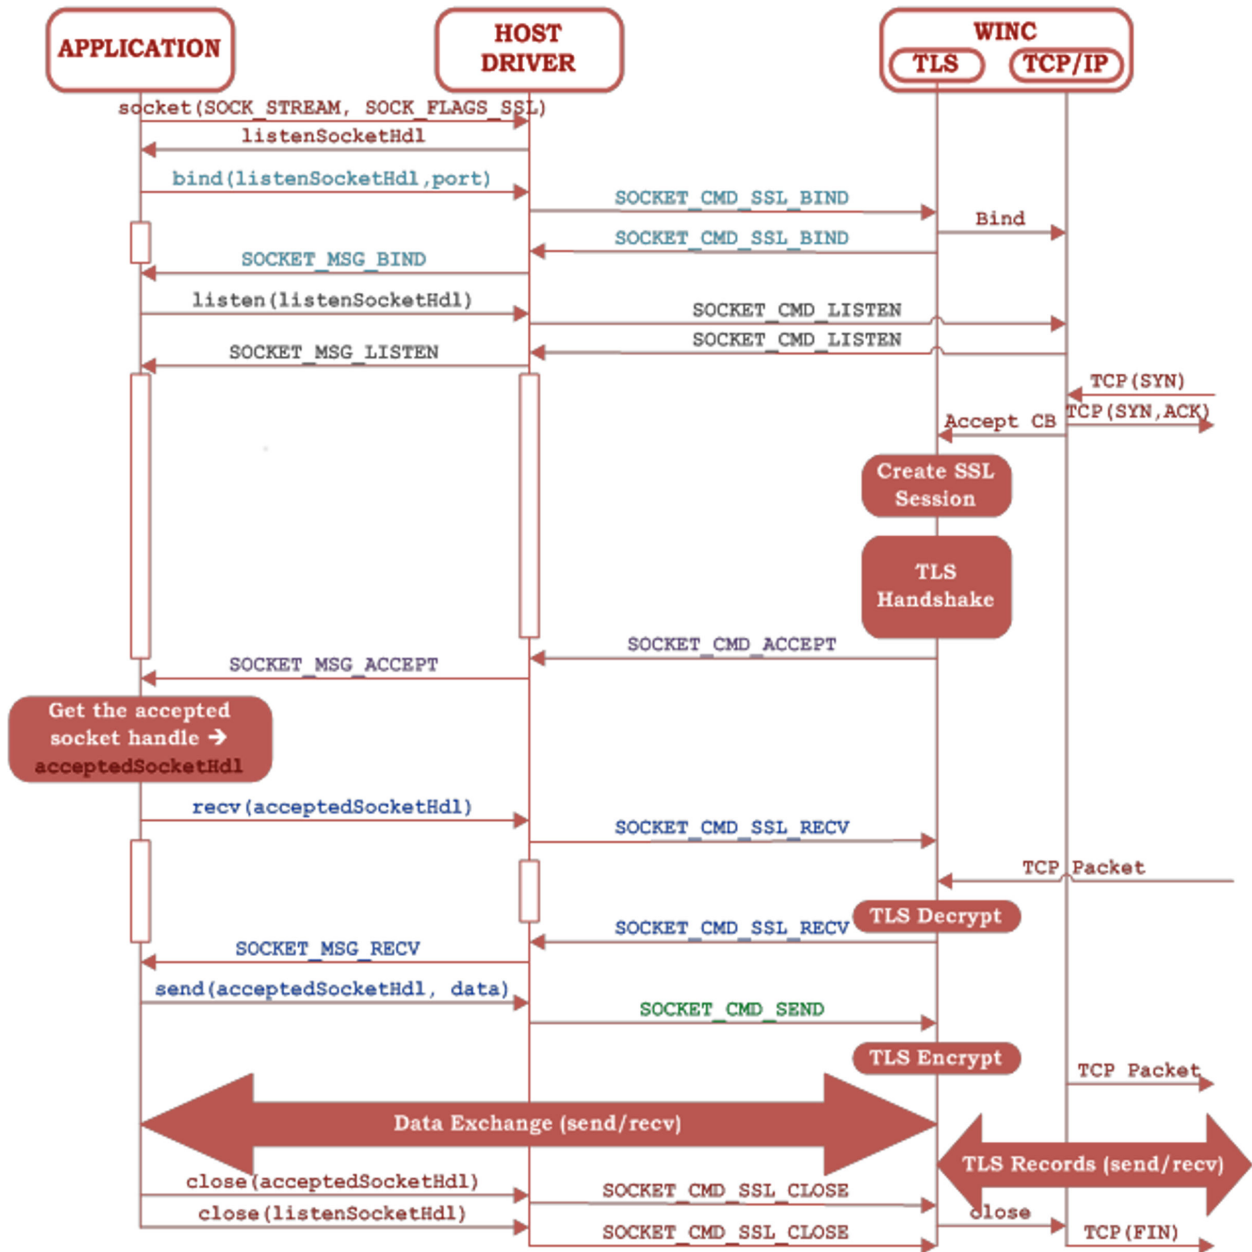 APPLICATION
HOST
DRIVER
WINC
TLS
TCP/IP
socket(SOCK_STREAM, SOCK_FLAGS_SSL)
listenSocketHdl
bind(listenSocketHdl,port)
SOCKET_CMD_SSL_BIND
Bind
SOCKET_CMD_SSL_BIND
SOCKET_MSG_BIND
listen(listenSocketHdl)
SOCKET_CMD_LISTEN
SOCKET_CMD_LISTEN
SOCKET_MSG_LISTEN
TCP(SYN)
TCP(SYN,ACK)
Accept CB
Create SSL
Session
TLS
Handshake
SOCKET_CMD_ACCEPT
SOCKET_MSG_ACCEPT
Get the accepted
socket handle →
acceptedSocketHdl
recv(acceptedSocketHdl)
SOCKET_CMD_SSL_RECV
TCP Packet
TLS Decrypt
SOCKET_CMD_SSL_RECV
SOCKET_MSG_RECV
send(acceptedSocketHdl, data)
SOCKET_CMD_SEND
TLS Encrypt
TCP Packet
Data Exchange (send/recv)
TLS Records (send/recv)
close(acceptedSocketHdl)
SOCKET_CMD_SSL_CLOSE
close(listenSocketHdl)
close
SOCKET_CMD_SSL_CLOSE
TCP(FIN)